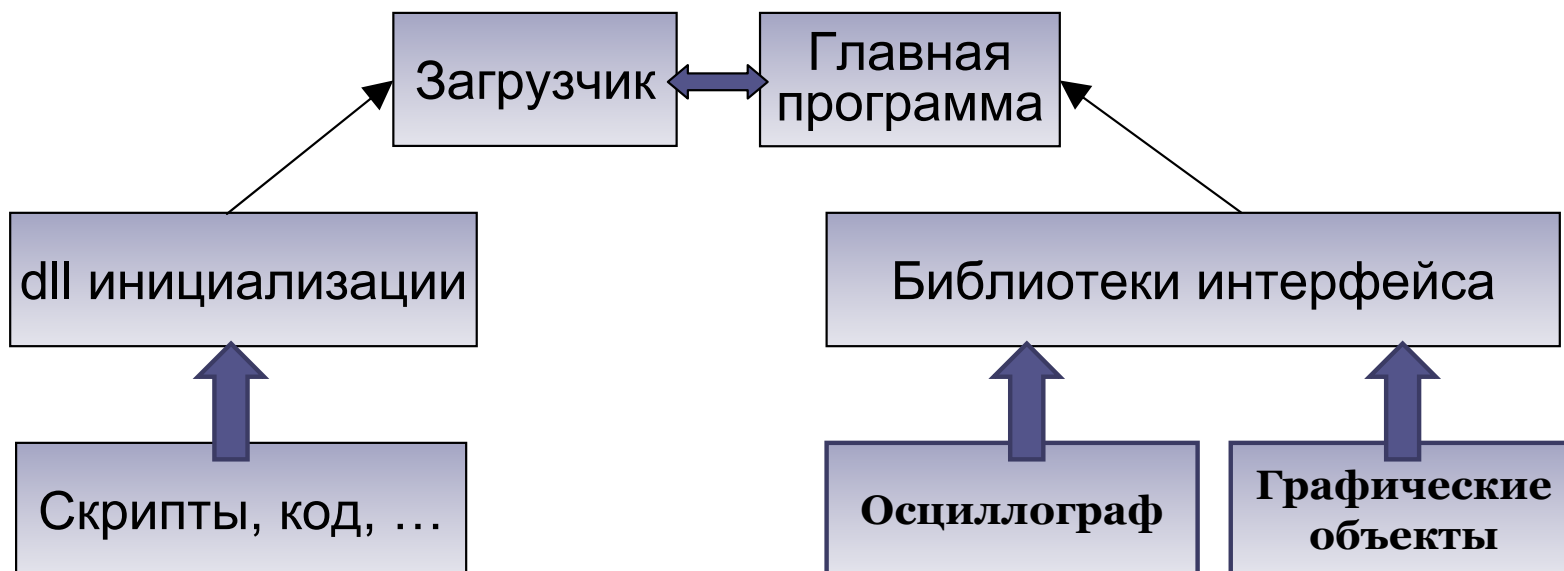 Загрузчик
Главная
программа
dll инициализации
Библиотеки интерфейса
Скрипты, код, …
Осциллограф
Графические
объекты